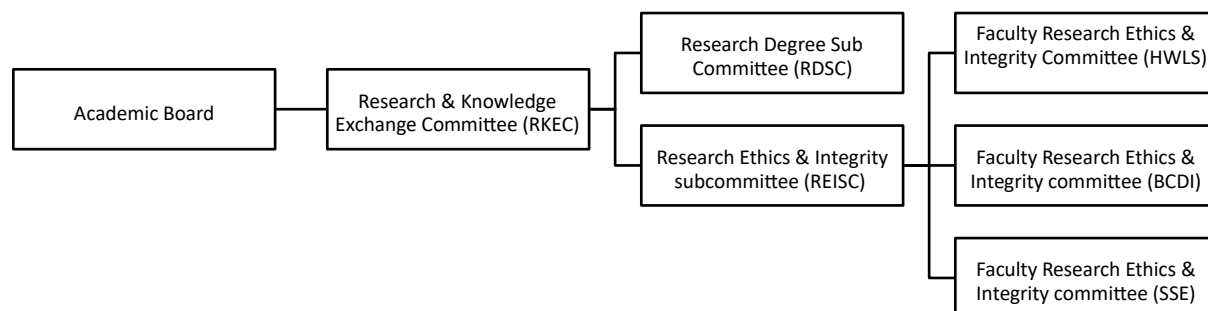 Academic Board
Research & Knowledge
Exchange Committee (RKEC)
Research Degree Sub
Committee (RDSC)
Research Ethics & Integrity
subcommittee (REISC)
Faculty Research Ethics &
Integrity Committee (HWLS)
Faculty Research Ethics &
Integrity committee (BCDI)
Faculty Research Ethics &
Integrity committee (SSE)